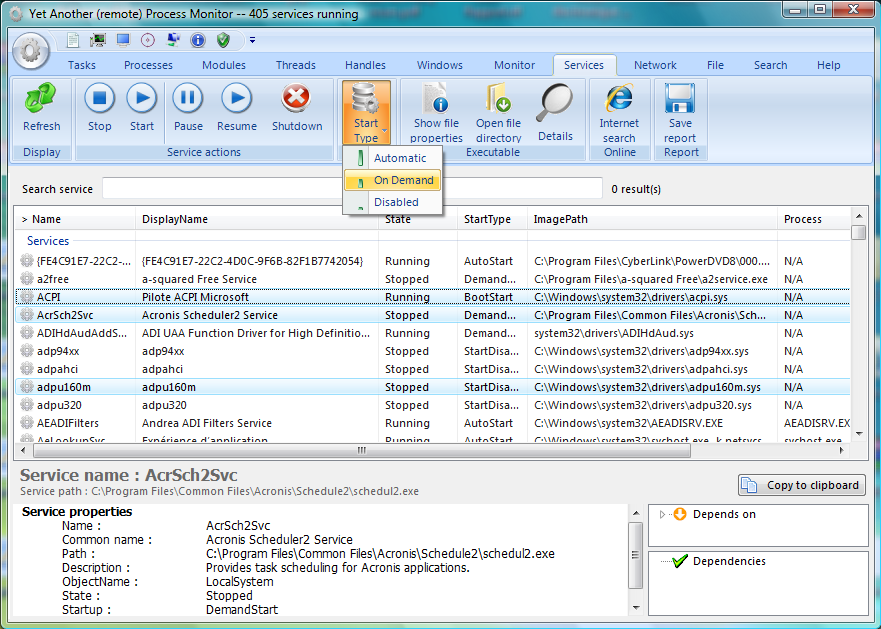 Yet Another (remote) Process Monitor -- 405 services running
Tasks Processes Modules Threads Handles Windows Monitor Services Network File Search Help
Refresh Stop Start Pause Resume Shutdown Start Type Show file properties Open file directory Details Internet search Save report
Display Service actions Executable Online Report
Automatic
On Demand
Disabled
Search service 0 result(s)
> Name DisplayName State StartType ImagePath Process
Services
{FE4C91E7-22C2-... {FE4C91E7-22C2-4D0C-9F6B-82F1B7742054} Running AutoStart C:\Program Files\CyberLink\PowerDVD8\000.... N/A
a2free a-squared Free Service Stopped Demand... C:\Program Files\a-squared Free\a2service.exe N/A
ACPI Pilote ACPI Microsoft Running BootStart C:\Windows\system32\drivers\acpi.sys N/A
AcrSch2Svc Acronis Scheduler2 Service Stopped Demand... C:\Program Files\Common Files\Acronis\Sch... N/A
ADIHdAudAddS... ADI UAA Function Driver for High Definitio... Running Demand... system32\drivers\ADIHdAud.sys N/A
adp94xx adp94xx Stopped StartDisa... C:\Windows\system32\drivers\adp94xx.sys N/A
adpahci adpahci Stopped StartDisa... C:\Windows\system32\drivers\adpahci.sys N/A
adpu160m adpu160m Stopped StartDisa... C:\Windows\system32\drivers\adpu160m.sys N/A
adpu320 adpu320 Stopped StartDisa... C:\Windows\system32\drivers\adpu320.sys N/A
AEADIFilters Andrea ADI Filters Service Running AutoStart C:\Windows\system32\AEADISRV.EXE AEADISRV.EX
AeLookupSvc Expérience d'application Running AutoStart C:\Windows\system32\svchost.exe -k netsvcs svchost.exe
Service name : AcrSch2Svc
Service path : C:\Program Files\Common Files\Acronis\Schedule2\schedul2.exe
Copy to clipboard
Service properties
Name : AcrSch2Svc
Common name : Acronis Scheduler2 Service
Path : C:\Program Files\Common Files\Acronis\Schedule2\schedul2.exe
Description : Provides task scheduling for Acronis applications.
ObjectName : LocalSystem
State : Stopped
Startup : DemandStart
Depends on
Dependencies